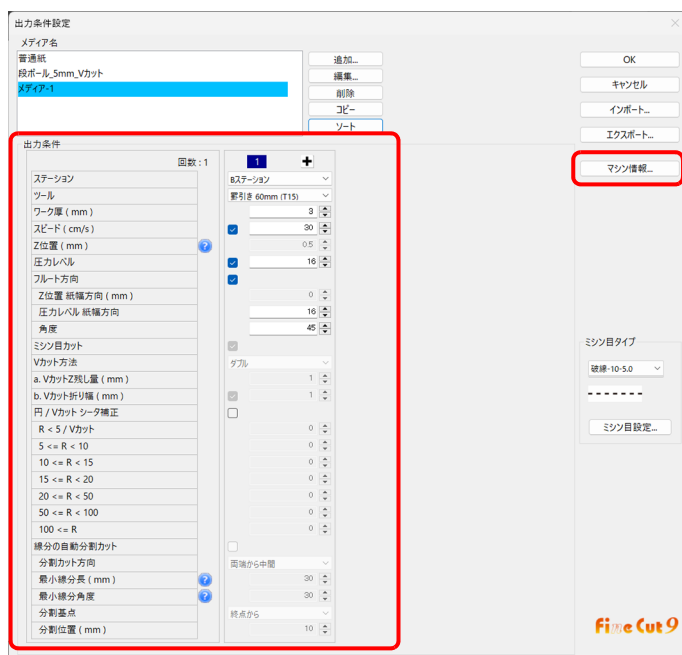 出力条件設定
メディア名
普通紙
段ボール_5mm_Vカット
メディア-1
追加...
編集...
削除
コピー
ソート
OK
キャンセル
インポート...
エクスポート...
マシン情報...
出力条件
回数 : 1 1 +
ステーション Bステーション
ツール 罫引き 60mm (T15)
ワーク厚 ( mm ) 3
スピード ( cm/s ) 30
Z位置 ( mm ) ? 0.5
圧力レベル 16
フルート方向
Z位置 紙幅方向 ( mm ) 0
圧力レベル 紙幅方向 16
角度 45
ミシン目カット
Vカット方法 ダブル
a. VカットZ残し量 ( mm ) 1
b. Vカット折り幅 ( mm ) 1
円 / Vカット シータ補正
R < 5 / Vカット 0
5 <= R < 10 0
10 <= R < 15 0
15 <= R < 20 0
20 <= R < 50 0
50 <= R < 100 0
100 <= R 0
線分の自動分割カット
分割カット方向 両端から中間
最小線分長 ( mm ) ? 30
最小線分角度 ? 30
分割基点 終点から
分割位置 ( mm ) 10
ミシン目タイプ
破線-10-5.0
ミシン目設定...
Fine Cut 9